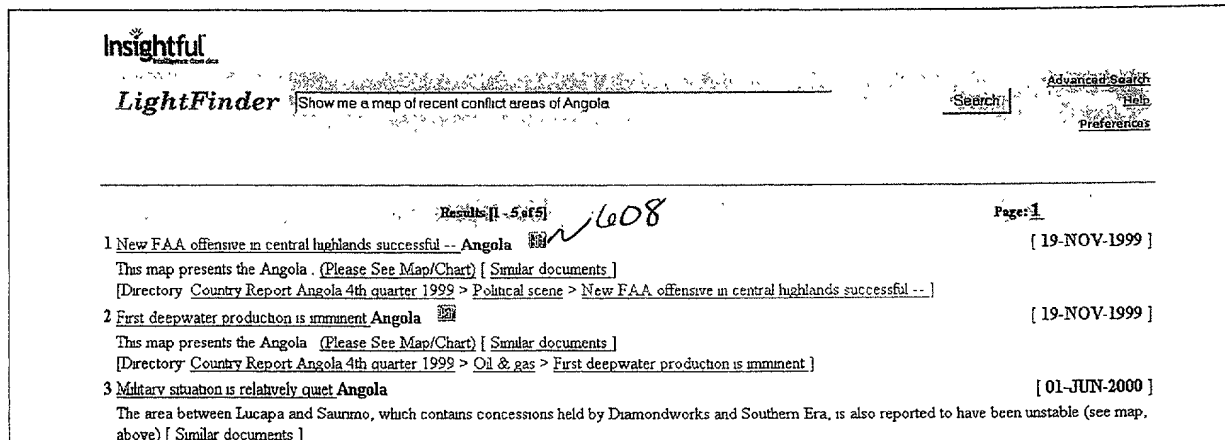 Insightful
intelligence from data
LightFinder Show me a map of recent conflict areas of Angola Search
Advanced Search
Help
Preferences
Results [1 - 5 of 5] 1608 Page: 1
1 New FAA offensive in central highlands successful -- Angola [ 19-NOV-1999 ]
This map presents the Angola . (Please See Map/Chart) [ Similar documents ]
[Directory Country Report Angola 4th quarter 1999 > Political scene > New FAA offensive in central highlands successful -- ]
2 First deepwater production is imminent Angola [ 19-NOV-1999 ]
This map presents the Angola (Please See Map/Chart) [ Similar documents ]
[Directory Country Report Angola 4th quarter 1999 > Oil & gas > First deepwater production is imminent ]
3 Military situation is relatively quiet Angola [ 01-JUN-2000 ]
The area between Lucapa and Saurimo, which contains concessions held by Diamondworks and Southern Era, is also reported to have been unstable (see map,
above) [ Similar documents ]